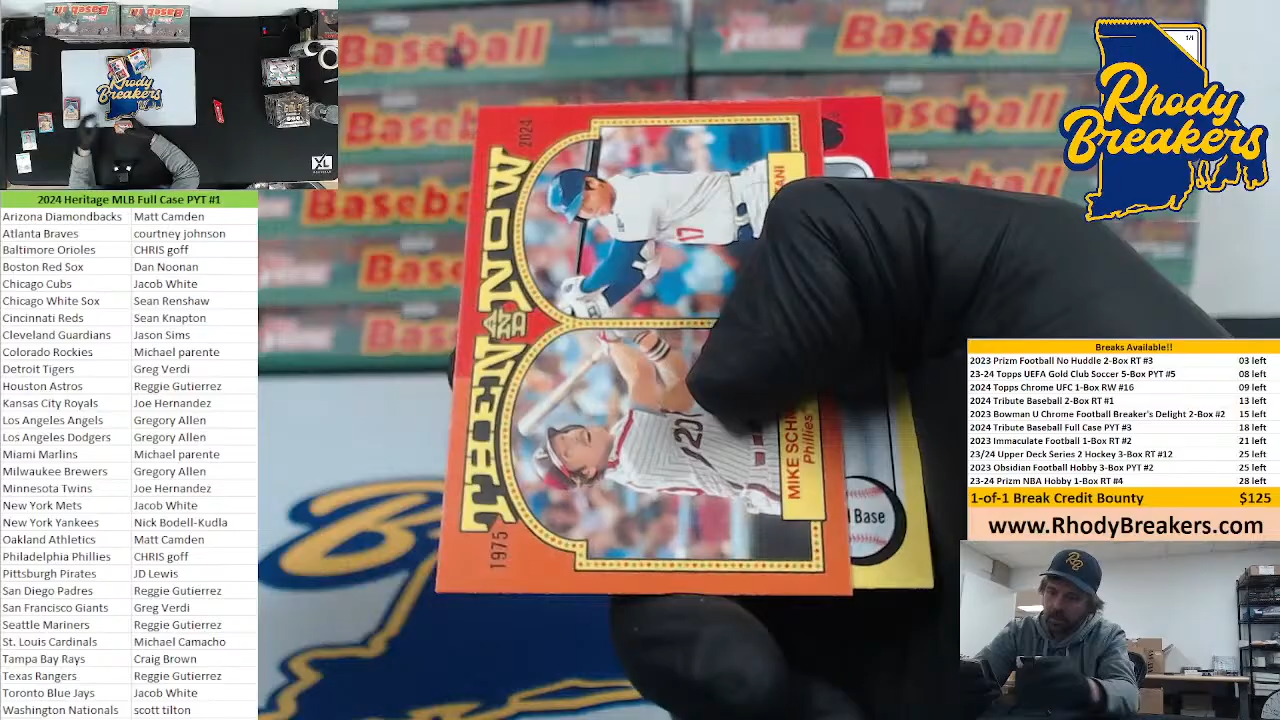 Rhody
Breakers
XL
2024 Heritage MLB Full Case PYT #1
Arizona Diamondbacks Matt Camden
Atlanta Braves courtney johnson
Baltimore Orioles CHRIS goff
Boston Red Sox Dan Noonan
Chicago Cubs Jacob White
Chicago White Sox Sean Renshaw
Cincinnati Reds Sean Knapton
Cleveland Guardians Jason Sims
Colorado Rockies Michael parente
Detroit Tigers Greg Verdi
Houston Astros Reggie Gutierrez
Kansas City Royals Joe Hernandez
Los Angeles Angels Gregory Allen
Los Angeles Dodgers Gregory Allen
Miami Marlins Michael parente
Milwaukee Brewers Gregory Allen
Minnesota Twins Joe Hernandez
New York Mets Jacob White
New York Yankees Nick Bodell-Kudla
Oakland Athletics Matt Camden
Philadelphia Phillies CHRIS goff
Pittsburgh Pirates JD Lewis
San Diego Padres Reggie Gutierrez
San Francisco Giants Greg Verdi
Seattle Mariners Reggie Gutierrez
St. Louis Cardinals Michael Camacho
Tampa Bay Rays Craig Brown
Texas Rangers Reggie Gutierrez
Toronto Blue Jays Jacob White
Washington Nationals scott tilton
Baseball
Baseball
Baseball
Baseball
1975 THEN AND NOW 2024
17
20
MIKE SCHM
Phillies
Base
1/1
Rhody
Breakers
Breaks Available!!
2023 Prizm Football No Huddle 2-Box RT #3 03 left
23-24 Topps UEFA Gold Club Soccer 5-Box PYT #5 08 left
2024 Topps Chrome UFC 1-Box RW #16 09 left
2024 Tribute Baseball 2-Box RT #1 13 left
2023 Bowman U Chrome Football Breaker's Delight 2-Box #2 15 left
2024 Tribute Baseball Full Case PYT #3 18 left
2023 Immaculate Football 1-Box RT #2 21 left
23/24 Upper Deck Series 2 Hockey 3-Box RT #12 25 left
2023 Obsidian Football Hobby 3-Box PYT #2 25 left
23-24 Prizm NBA Hobby 1-Box RT #4 28 left
1-of-1 Break Credit Bounty $125
www.RhodyBreakers.com